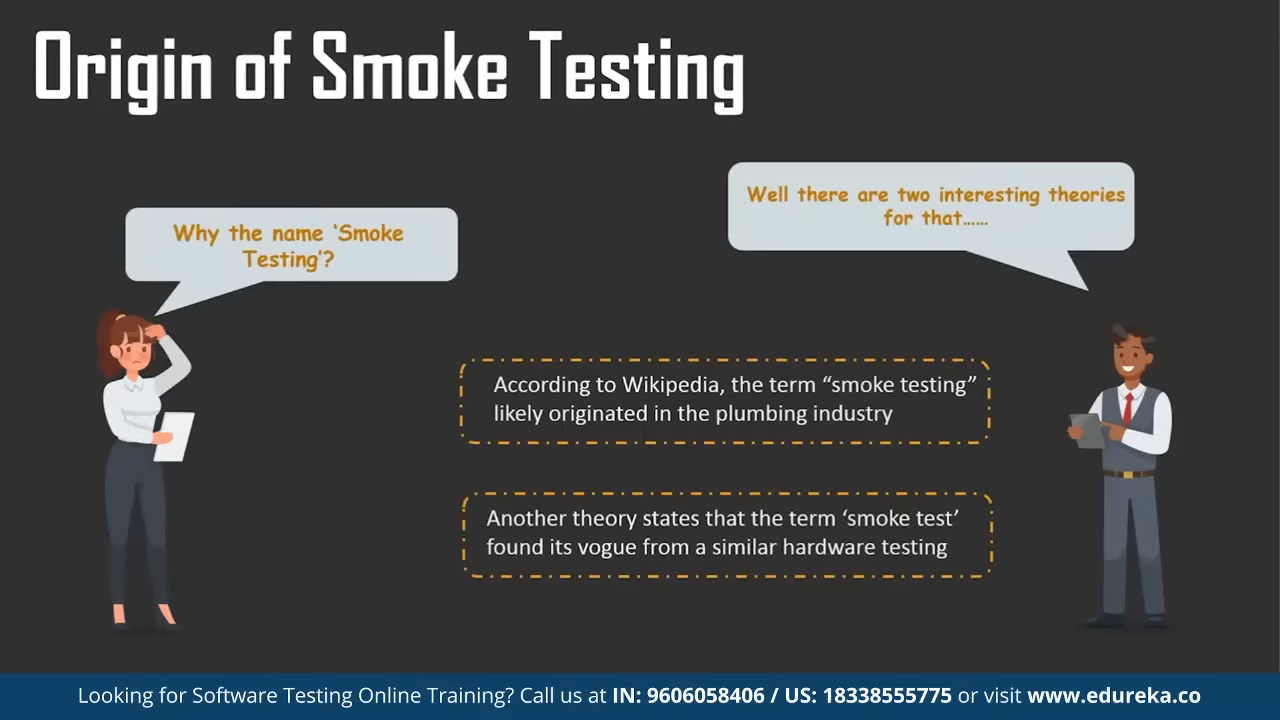 Origin of Smoke Testing
Why the name ‘Smoke
Testing’?
Well there are two interesting theories
for that……
According to Wikipedia, the term “smoke testing”
likely originated in the plumbing industry
Another theory states that the term ‘smoke test’
found its vogue from a similar hardware testing
Looking for Software Testing Online Training? Call us at IN: 9606058406 / US: 18338555775 or visit www.edureka.co